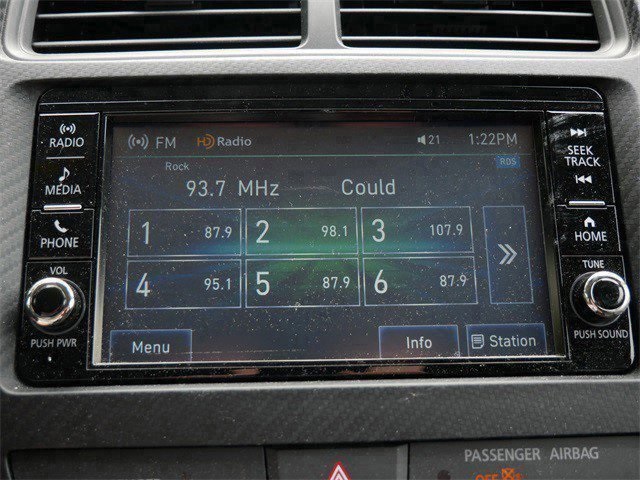 RADIO
MEDIA
PHONE
VOL
PUSH PWR
FM HD Radio 21 1:22PM
RDS
Rock
93.7 MHz Could
1 87.9 2 98.1 3 107.9
4 95.1 5 87.9 6 87.9
Menu Info Station
SEEK
TRACK
HOME
TUNE
PUSH SOUND
PASSENGER AIRBAG
OFF